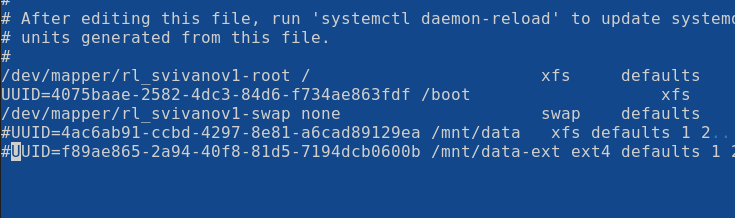 #
# After editing this file, run 'systemctl daemon-reload' to update systemd
# units generated from this file.
#
/dev/mapper/rl_svivanov1-root / xfs defaults
UUID=4075baae-2582-4dc3-84d6-f734ae863fdf /boot xfs
/dev/mapper/rl_svivanov1-swap none swap defaults
#UUID=4ac6ab91-ccbd-4297-8e81-a6cad89129ea /mnt/data xfs defaults 1 2..
#UUID=f89ae865-2a94-40f8-81d5-7194dcb0600b /mnt/data-ext ext4 defaults 1 2